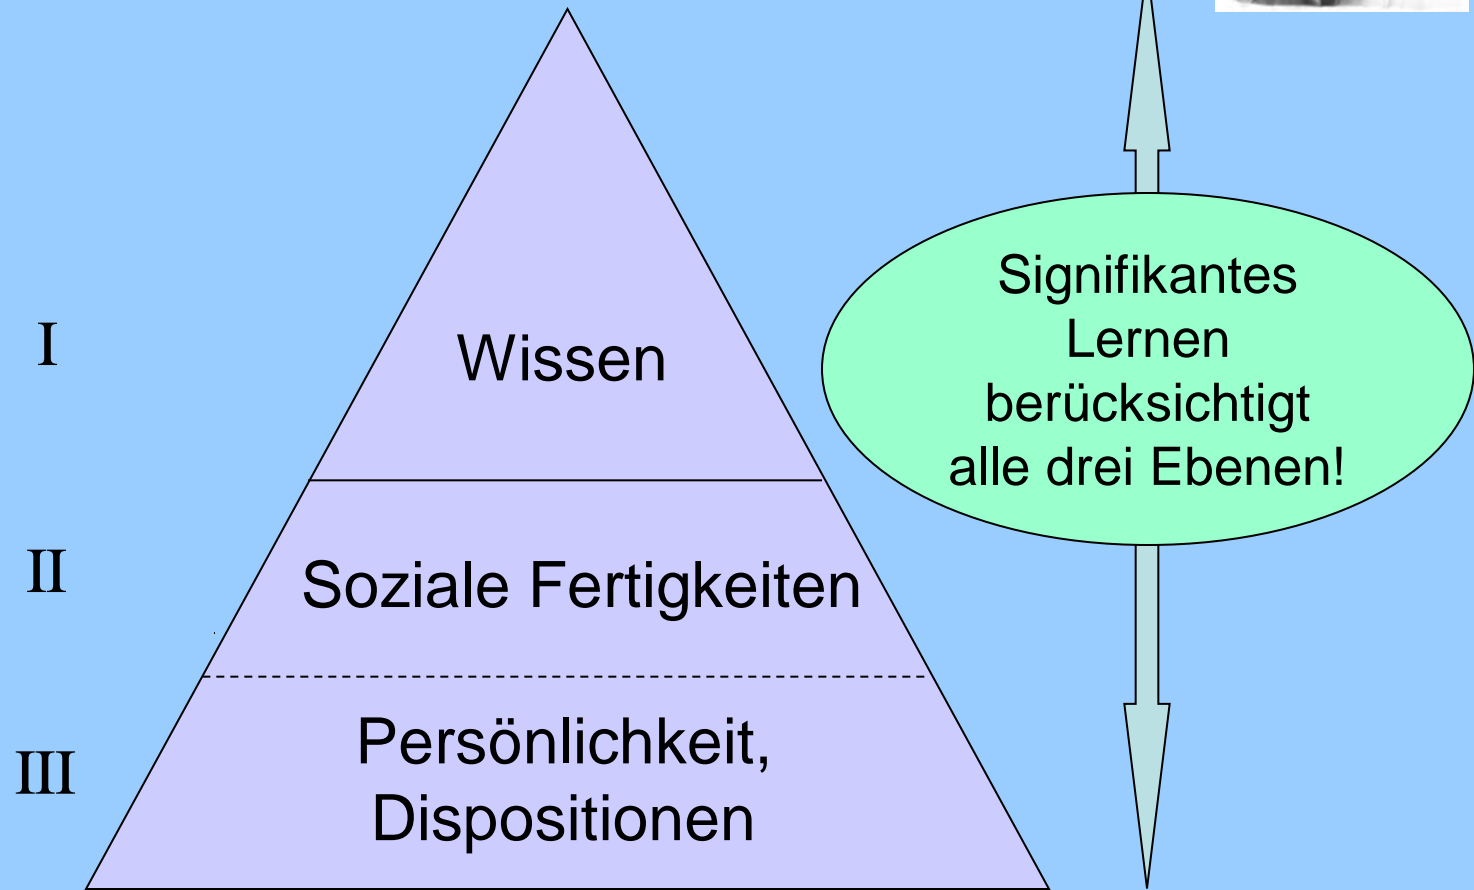 I
Wissen
II
Soziale Fertigkeiten
III
Persönlichkeit,
Dispositionen
Signifikantes
Lernen
berücksichtigt
alle drei Ebenen!